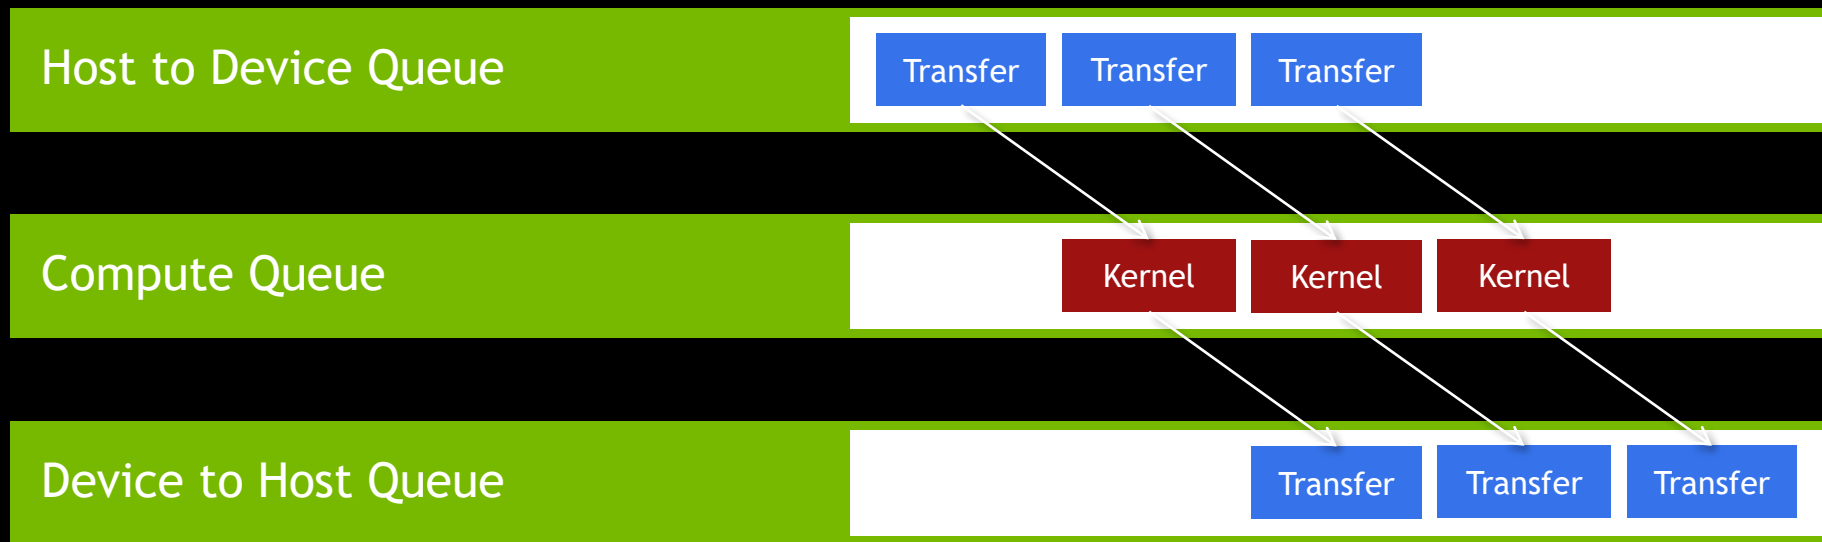 Host to Device Queue
Transfer Transfer Transfer
Compute Queue
Kernel Kernel Kernel
Device to Host Queue
Transfer Transfer Transfer